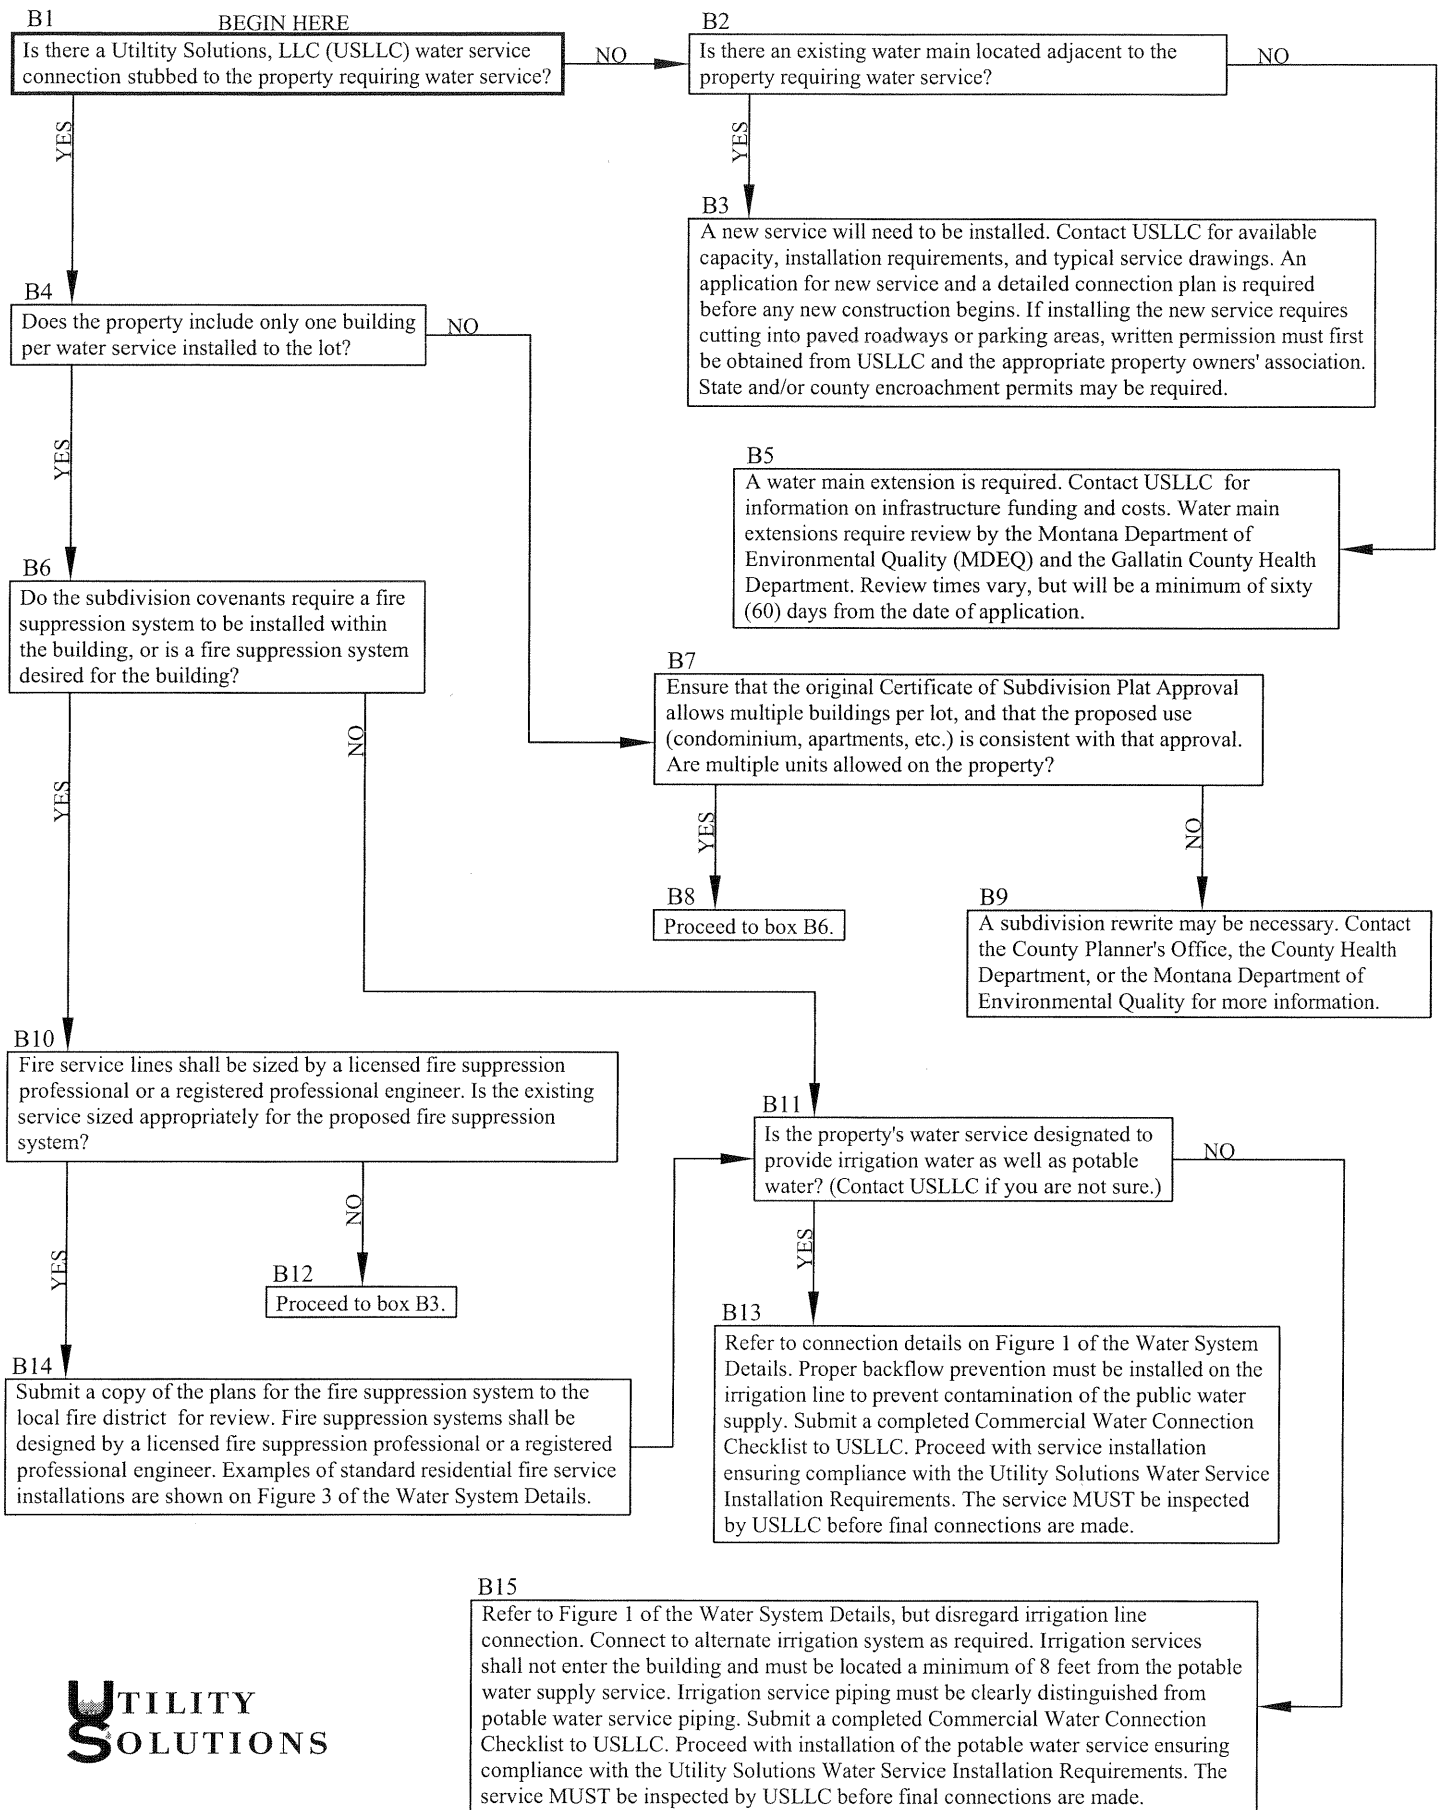 B1
BEGIN HERE
Is there a Utiltity Solutions, LLC (USLLC) water service
connection stubbed to the property requiring water service?
NO
YES
B2
Is there an existing water main located adjacent to the
property requiring water service?
NO
YES
B3
A new service will need to be installed. Contact USLLC for available
capacity, installation requirements, and typical service drawings. An
application for new service and a detailed connection plan is required
before any new construction begins. If installing the new service requires
cutting into paved roadways or parking areas, written permission must first
be obtained from USLLC and the appropriate property owners' association.
State and/or county encroachment permits may be required.
B4
Does the property include only one building
per water service installed to the lot?
NO
YES
B5
A water main extension is required. Contact USLLC for
information on infrastructure funding and costs. Water main
extensions require review by the Montana Department of
Environmental Quality (MDEQ) and the Gallatin County Health
Department. Review times vary, but will be a minimum of sixty
(60) days from the date of application.
B6
Do the subdivision covenants require a fire
suppression system to be installed within
the building, or is a fire suppression system
desired for the building?
YES
NO
B7
Ensure that the original Certificate of Subdivision Plat Approval
allows multiple buildings per lot, and that the proposed use
(condominium, apartments, etc.) is consistent with that approval.
Are multiple units allowed on the property?
YES
NO
B8
Proceed to box B6.
B9
A subdivision rewrite may be necessary. Contact
the County Planner's Office, the County Health
Department, or the Montana Department of
Environmental Quality for more information.
B10
Fire service lines shall be sized by a licensed fire suppression
professional or a registered professional engineer. Is the existing
service sized appropriately for the proposed fire suppression
system?
YES
NO
B11
Is the property's water service designated to
provide irrigation water as well as potable
water? (Contact USLLC if you are not sure.)
NO
YES
B12
Proceed to box B3.
B13
Refer to connection details on Figure 1 of the Water System
Details. Proper backflow prevention must be installed on the
irrigation line to prevent contamination of the public water
supply. Submit a completed Commercial Water Connection
Checklist to USLLC. Proceed with service installation
ensuring compliance with the Utility Solutions Water Service
Installation Requirements. The service MUST be inspected
by USLLC before final connections are made.
B14
Submit a copy of the plans for the fire suppression system to the
local fire district for review. Fire suppression systems shall be
designed by a licensed fire suppression professional or a registered
professional engineer. Examples of standard residential fire service
installations are shown on Figure 3 of the Water System Details.
B15
Refer to Figure 1 of the Water System Details, but disregard irrigation line
connection. Connect to alternate irrigation system as required. Irrigation services
shall not enter the building and must be located a minimum of 8 feet from the potable
water supply service. Irrigation service piping must be clearly distinguished from
potable water service piping. Submit a completed Commercial Water Connection
Checklist to USLLC. Proceed with installation of the potable water service ensuring
compliance with the Utility Solutions Water Service Installation Requirements. The
service MUST be inspected by USLLC before final connections are made.
UTILITY
SOLUTIONS